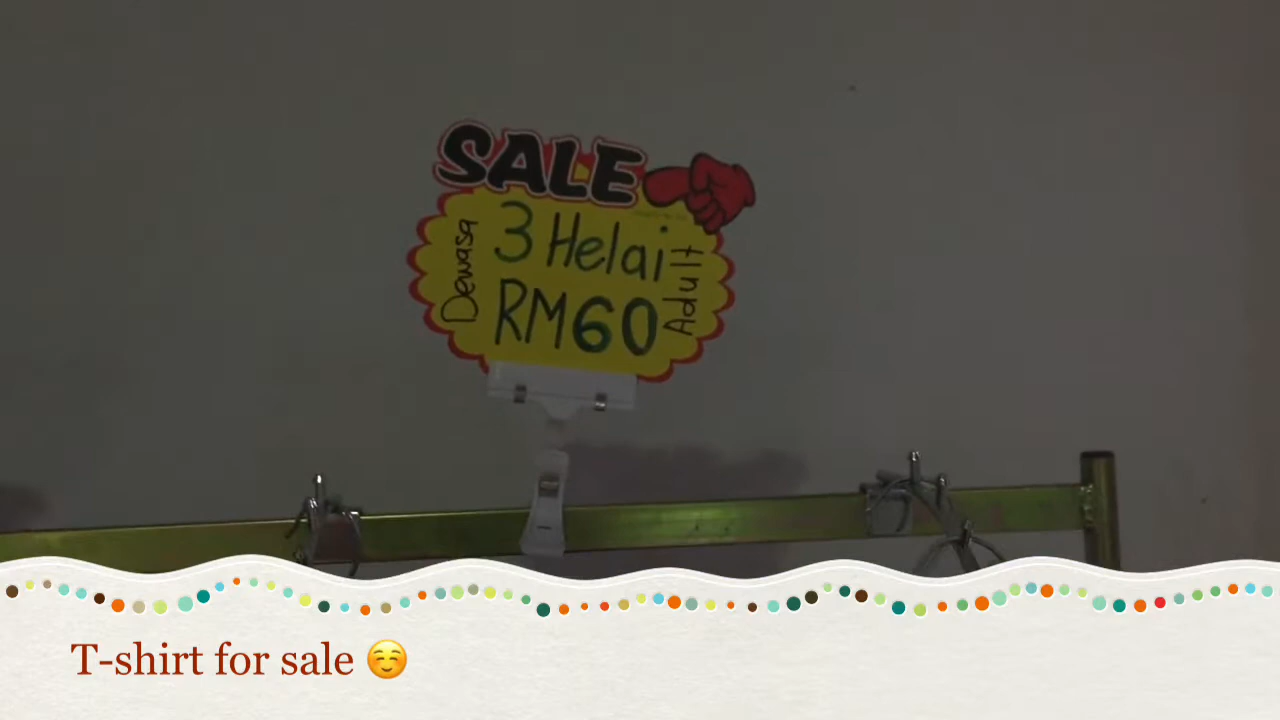 SALE
Dewasa
3 Helai
RM60
Adult
T-shirt for sale ☺️